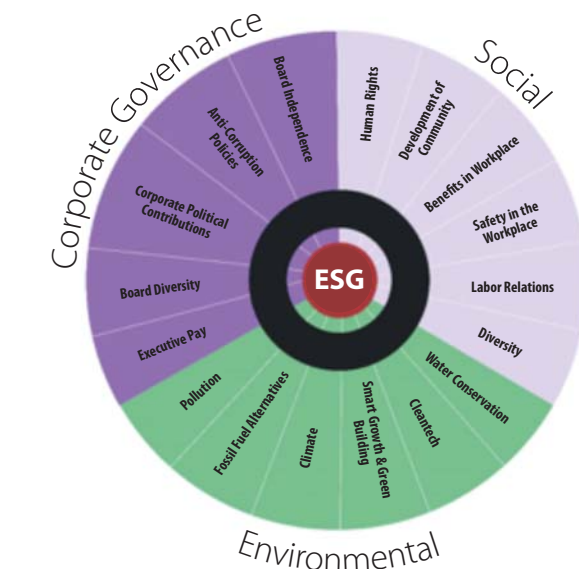 Corporate Governance
Social
Board Independence
Anti-Corruption
Policies
Corporate Political
Contributions
Board Diversity
Executive Pay
Human Rights
Development of
Community
Benefits in Workplace
Safety in the
Workplace
Labor Relations
Diversity
ESG
Pollution
Fossil Fuel Alternatives
Climate
Smart Growth & Green
Building
Cleantech
Water Conservation
Environmental